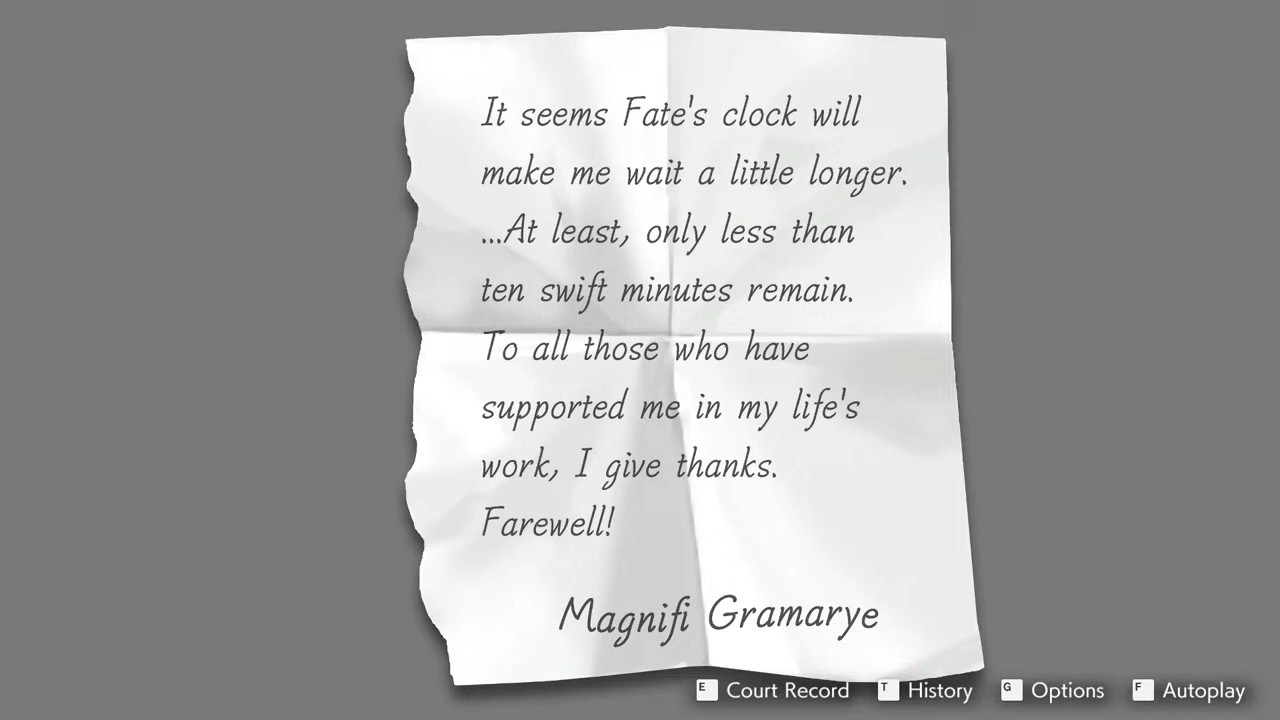 It seems Fate's clock will
make me wait a little longer.
...At least, only less than
ten swift minutes remain.
To all those who have
supported me in my life's
work, I give thanks.
Farewell!
Magnifi Gramarye
E Court Record T History G Options F Autoplay